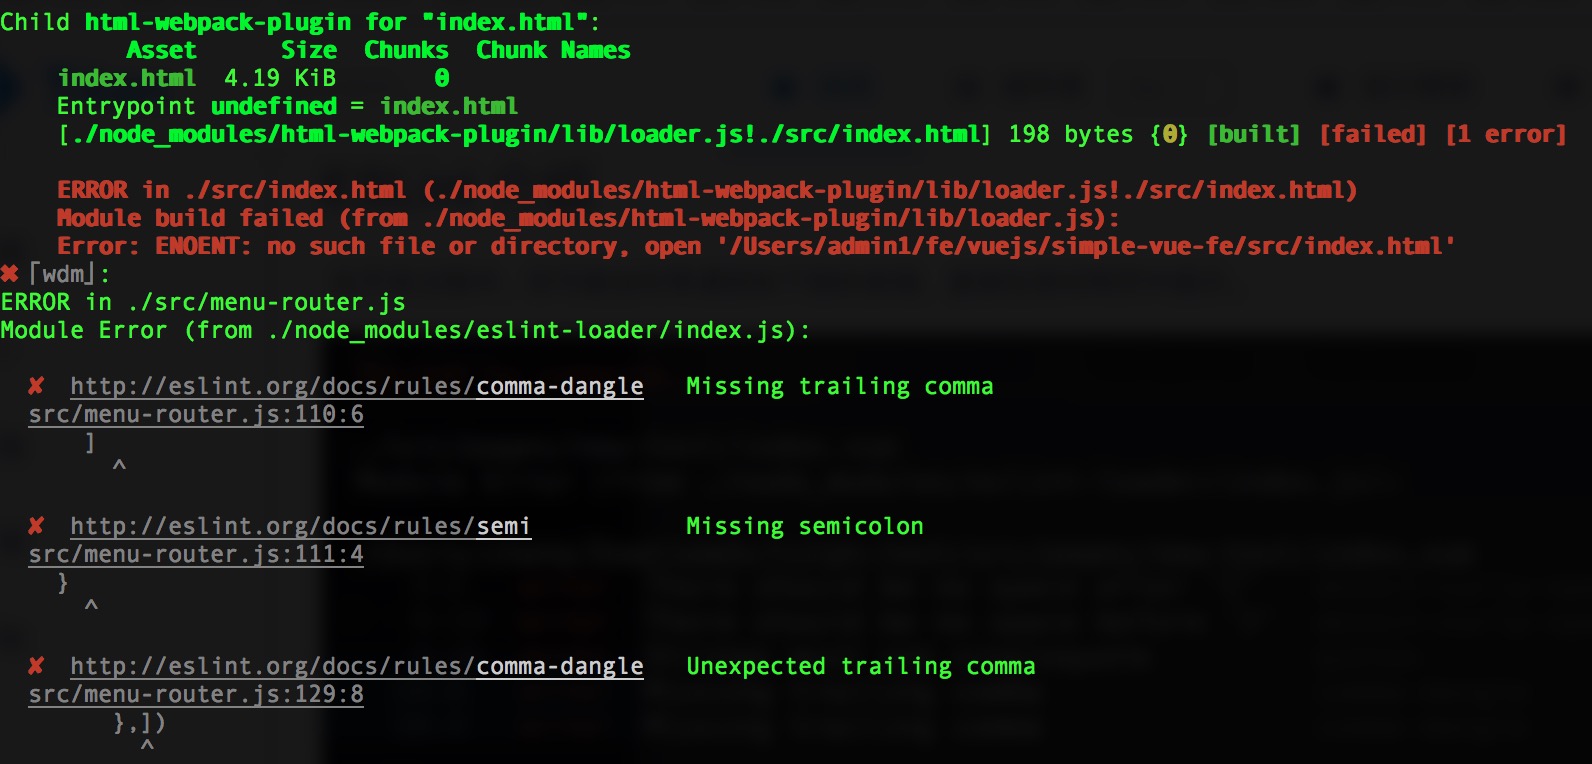 Child html-webpack-plugin for "index.html":
Asset Size Chunks Chunk Names
index.html 4.19 KiB 0
Entrypoint undefined = index.html
[./node_modules/html-webpack-plugin/lib/loader.js!./src/index.html] 198 bytes {0} [built] [failed] [1 error]
ERROR in ./src/index.html (./node_modules/html-webpack-plugin/lib/loader.js!./src/index.html)
Module build failed (from ./node_modules/html-webpack-plugin/lib/loader.js):
Error: ENOENT: no such file or directory, open '/Users/admin1/fe/vuejs/simple-vue-fe/src/index.html'
✖ ｢wdm｣:
ERROR in ./src/menu-router.js
Module Error (from ./node_modules/eslint-loader/index.js):
✘ http://eslint.org/docs/rules/comma-dangle Missing trailing comma
src/menu-router.js:110:6
]
^
✘ http://eslint.org/docs/rules/semi Missing semicolon
src/menu-router.js:111:4
}
^
✘ http://eslint.org/docs/rules/comma-dangle Unexpected trailing comma
src/menu-router.js:129:8
},])
^